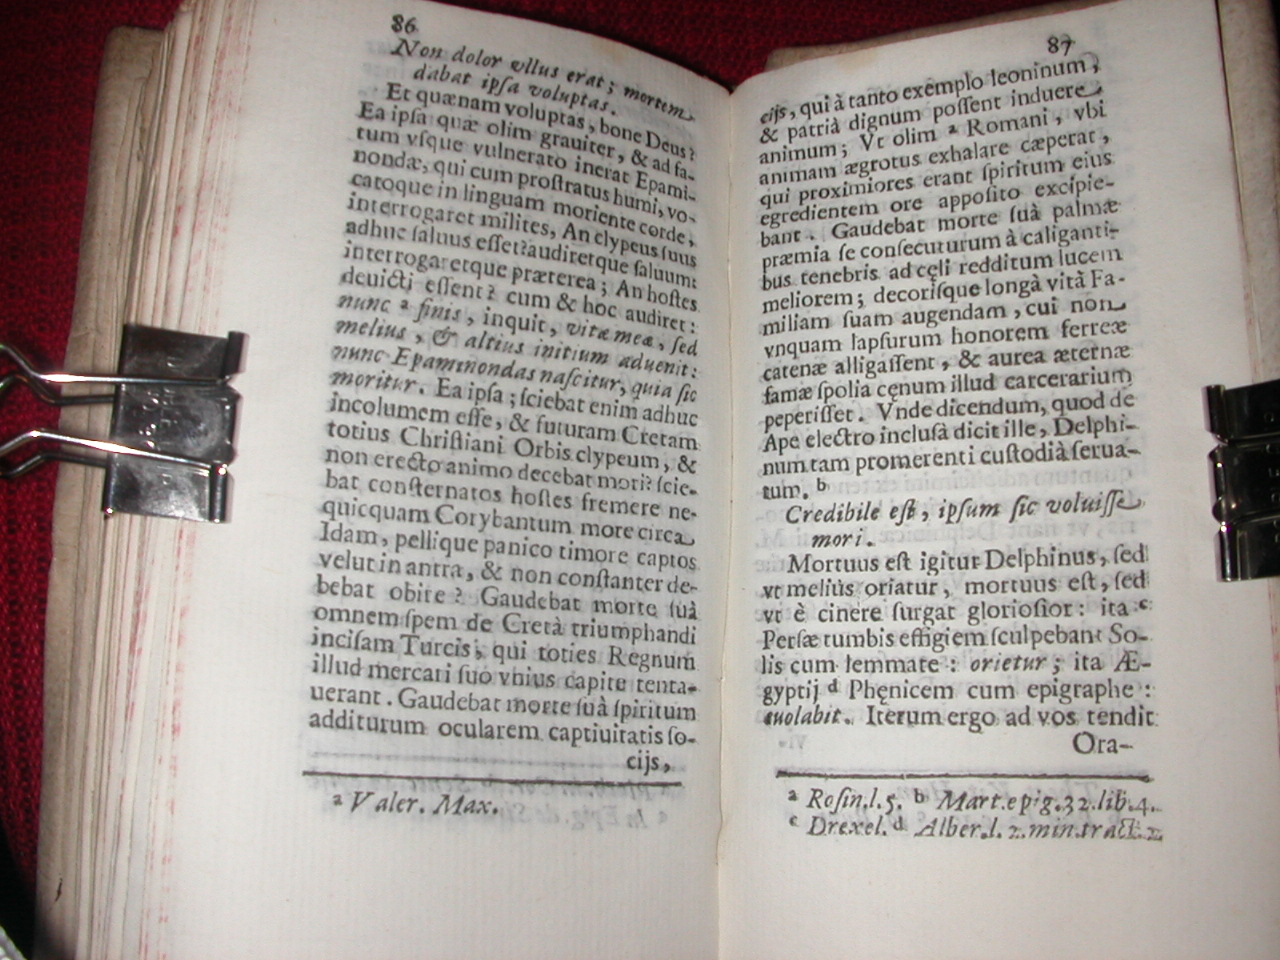 86
Non dolor vllus erat; mortem
dabat ipſa voluptas.
Et quænam voluptas, bone Deus?
Ea ipſa quæ olim grauiter, & ad fa-
tum vſque vulnerato inerat Epami-
nondæ, qui cum proſtratus humi, vo-
catoque in linguam moriente corde,
interrogaret milites, An clypeus ſuus
adhuc ſaluus eſſet? audiretque ſaluum:
interrogaretque præterea; An hoſtes
deuicti eſſent? cum & hoc audiret:
nunc ᵃ finis, inquit, vitæ meæ, ſed
melius, & altius initium aduenit:
nunc Epaminondas naſcitur, quia ſic
moritur. Ea ipſa; ſciebat enim adhuc
incolumem eſſe, & futuram Cretam
totius Chriſtiani Orbis clypeum, &
non erecto animo decebat mori? ſcie-
bat conſternatos hoſtes fremere ne-
quicquam Corybantum more circa
Idam, pellique panico timore captos
velut in antra, & non conſtanter de-
bebat obire? Gaudebat morte ſuâ
omnem ſpem de Cretà triumphandi
inciſam Turcis, qui toties Regnum
illud mercari ſuo vnius capite tenta-
uerant. Gaudebat morte ſuâ ſpiritum
additurum ocularem captiuitatis ſo-
cijs,
ᵃ Valer. Max.
87
cijs, qui à tanto exemplo leoninum,
& patriâ dignum poſſent induere
animum; Vt olim ᵃ Romani, vbi
animam ægrotus exhalare cæperat,
qui proximiores erant ſpiritum eius
egredientem ore appoſito excipie-
bant. Gaudebat morte ſuâ palmæ
præmia ſe conſecuturum à caliganti-
bus tenebris ad cęli redditum lucem
meliorem; decoriſque longâ vitâ Fa-
miliam ſuam augendam, cui non
vnquam lapſurum honorem ferreæ
catenæ alligaſſent, & aurea æternæ
famæ ſpolia cęnum illud carcerarium
peperiſſet. Vnde dicendum, quod de
Ape electro incluſà dicit ille, Delphi-
num tam promerenti cuſtodiâ ſerua-
tum. ᵇ
Credibile eſt, ipſum ſic voluiſſe
mori.
Mortuus eſt igitur Delphinus, ſed
vt meliùs oriatur, mortuus eſt, ſed
vt è cinere ſurgat glorioſior: ita ᶜ
Perſæ tumbis effigiem ſculpebant So-
lis cum lemmate: orietur; ita Æ-
gyptij ᵈ Phęnicem cum epigraphe:
euolabit. Iterum ergo ad vos tendit
Ora-
ᵃ Roſin. l. 5. ᵇ Mart. epig. 32. lib. 4.
ᶜ Drexel. ᵈ Alber. l. 2. min. tract. 2.